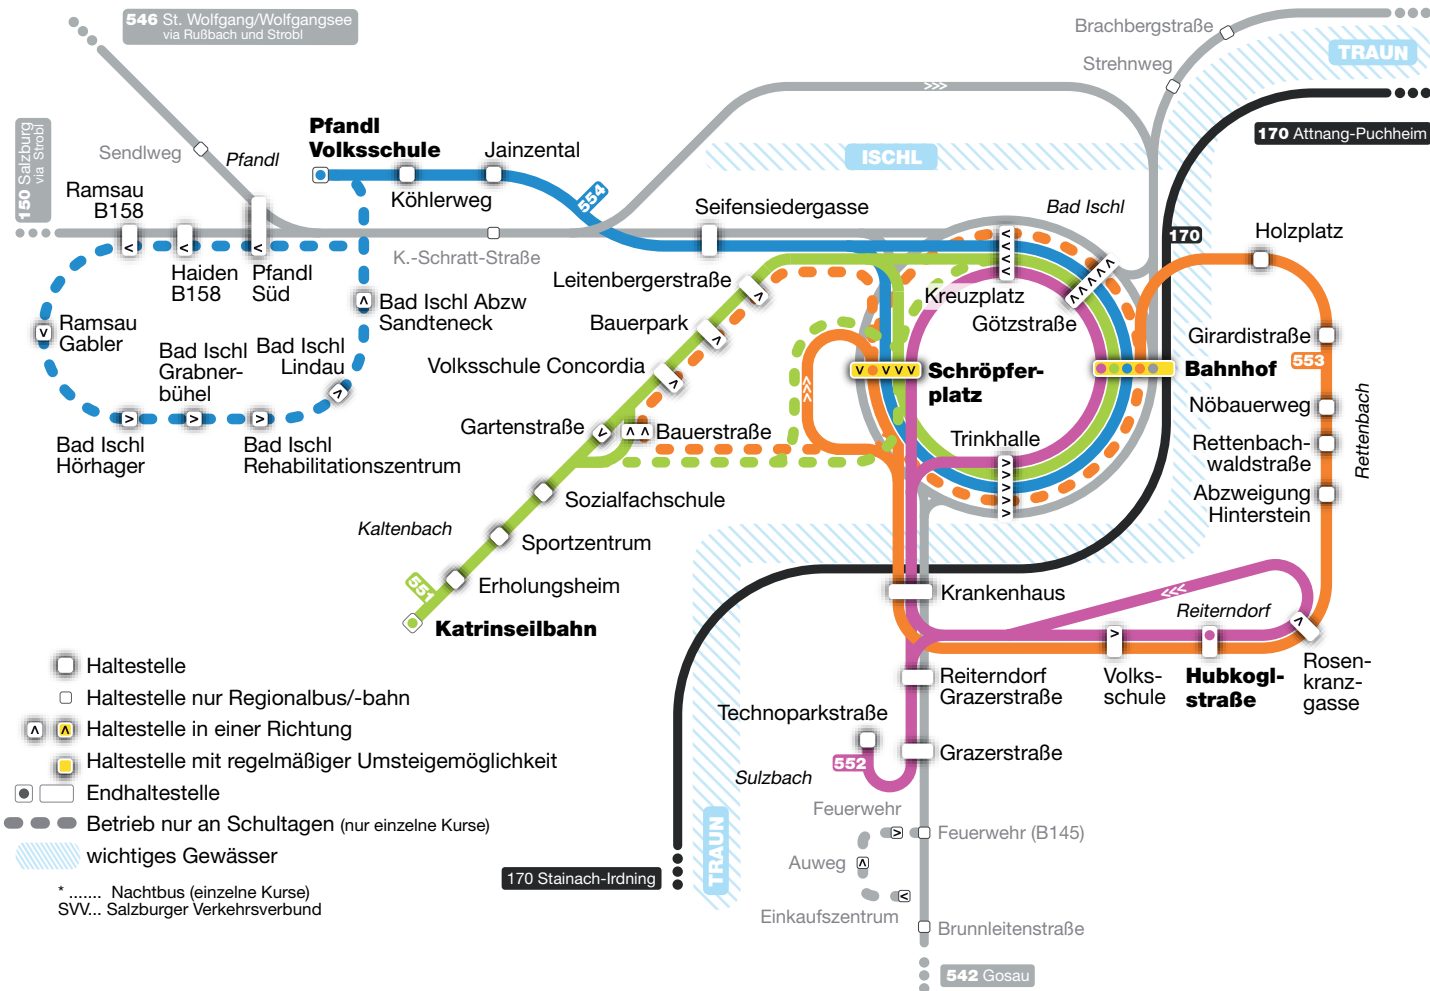 546 St. Wolfgang/Wolfgangsee
via Rußbach und Strobl
Brachbergstraße
Strehnweg
TRAUN
170 Attnang-Puchheim
150 Salzburg
via Strobl
Sendlweg
Pfandl
Pfandl
Volksschule
Jainzental
Köhlerweg
554
ISCHL
Ramsau
B158
Haiden
B158
Pfandl
Süd
K.-Schratt-Straße
Seifensiedergasse
Bad Ischl
170
Holzplatz
Leitenbergerstraße
Kreuzplatz
Götzstraße
Bad Ischl Abzw
Sandteneck
Ramsau
Gabler
Bad Ischl
Grabner-
bühel
Bad Ischl
Lindau
Bauerpark
Volksschule Concordia
Girardistraße
553
Schröpfer-
platz
Bahnhof
Nöbauerweg
Rettenbach
Rettenbach-
waldstraße
Abzweigung
Hinterstein
Gartenstraße
Bauerstraße
Trinkhalle
Bad Ischl
Hörhager
Bad Ischl
Rehabilitationszentrum
Sozialfachschule
Kaltenbach
Sportzentrum
Erholungsheim
551
Katrinseilbahn
Krankenhaus
Reiterndorf
Reiterndorf
Grazerstraße
Volks-
schule
Hubkogl-
straße
Rosen-
kranz-
gasse
Technoparkstraße
552
Grazerstraße
Sulzbach
Feuerwehr
Feuerwehr (B145)
Auweg
Einkaufszentrum
Brunnleitenstraße
542 Gosau
TRAUN
170 Stainach-Irdning
Haltestelle
Haltestelle nur Regionalbus/-bahn
Haltestelle in einer Richtung
Haltestelle mit regelmäßiger Umsteigemöglichkeit
Endhaltestelle
Betrieb nur an Schultagen (nur einzelne Kurse)
wichtiges Gewässer
* ....... Nachtbus (einzelne Kurse)
SVV... Salzburger Verkehrsverbund